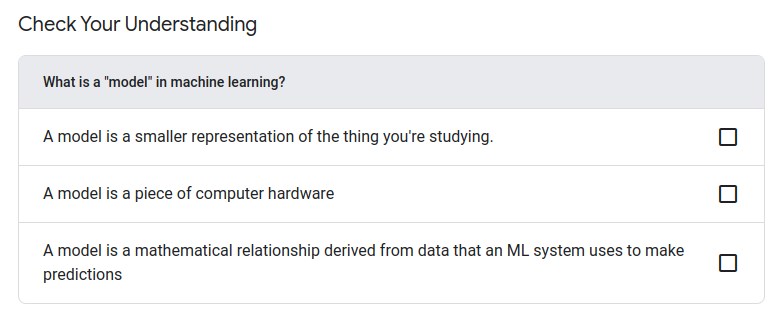 Check Your Understanding
What is a "model" in machine learning?
A model is a smaller representation of the thing you're studying.
A model is a piece of computer hardware
A model is a mathematical relationship derived from data that an ML system uses to make
predictions